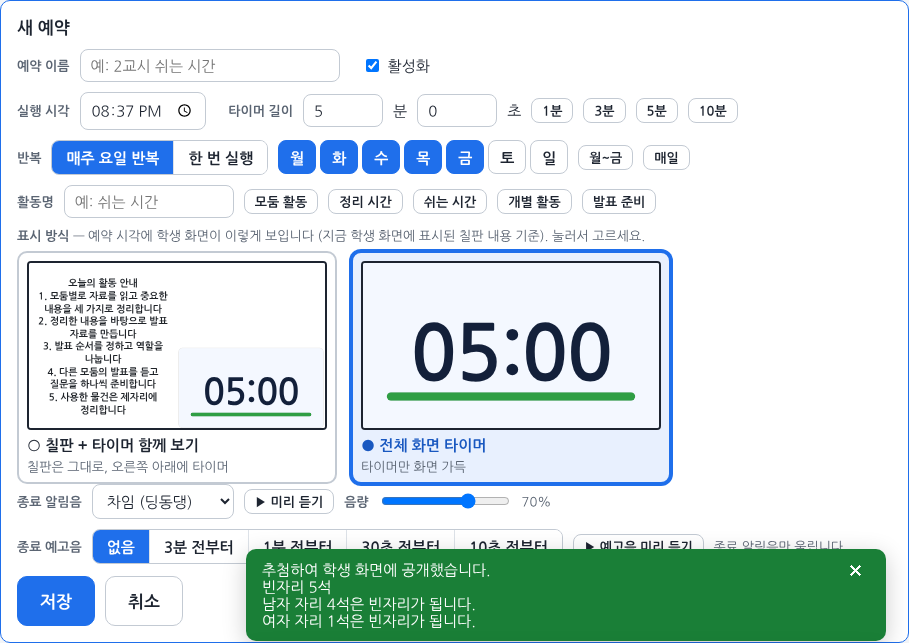 새 예약
예약 이름 예: 2교시 쉬는 시간 활성화
실행 시각 08:37 PM 타이머 길이 5 분 0 초 1분 3분 5분 10분
반복 매주 요일 반복 한 번 실행 월 화 수 목 금 토 일 월~금 매일
활동명 예: 쉬는 시간 모둠 활동 정리 시간 쉬는 시간 개별 활동 발표 준비
표시 방식 — 예약 시각에 학생 화면이 이렇게 보입니다 (지금 학생 화면에 표시된 칠판 내용 기준). 눌러서 고르세요.
오늘의 활동 안내
1. 모둠별로 자료를 읽고 중요한
내용을 세 가지로 정리합니다
2. 정리한 내용을 바탕으로 발표
자료를 만듭니다
3. 발표 순서를 정하고 역할을
나눕니다
4. 다른 모둠의 발표를 듣고
질문을 하나씩 준비합니다
5. 사용한 물건은 제자리에
정리합니다
05:00
○ 칠판 + 타이머 함께 보기
칠판은 그대로, 오른쪽 아래에 타이머
05:00
● 전체 화면 타이머
타이머만 화면 가득
종료 알림음 차임 (딩동댕) ▶ 미리 듣기 음량 70%
종료 예고음 없음 3분 전부터 1분 전부터 30초 전부터 10초 전부터 ▶ 예고음 미리 듣기 종료 알림음만 울립니다
저장 취소
추첨하여 학생 화면에 공개했습니다. ×
빈자리 5석
남자 자리 4석은 빈자리가 됩니다.
여자 자리 1석은 빈자리가 됩니다.